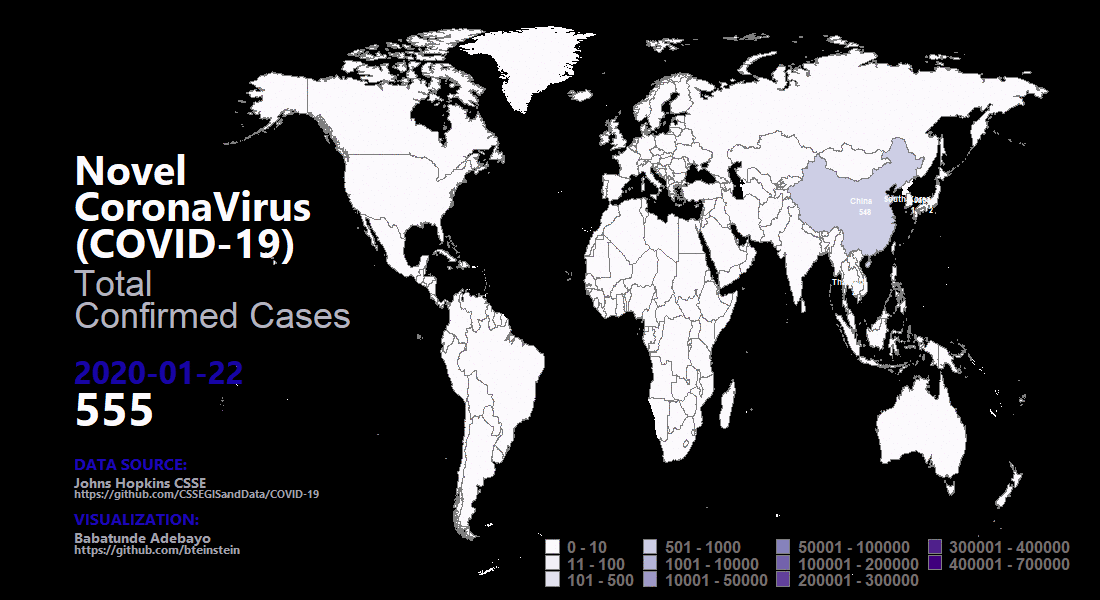 Novel
CoronaVirus
(COVID-19)
Total
Confirmed Cases
2020-01-22
555
DATA SOURCE:
Johns Hopkins CSSE
https://github.com/CSSEGISandData/COVID-19
VISUALIZATION:
Babatunde Adebayo
https://github.com/bfeinstein
China
548
0 - 10
11 - 100
101 - 500
501 - 1000
1001 - 10000
10001 - 50000
50001 - 100000
100001 - 200000
200001 - 300000
300001 - 400000
400001 - 700000